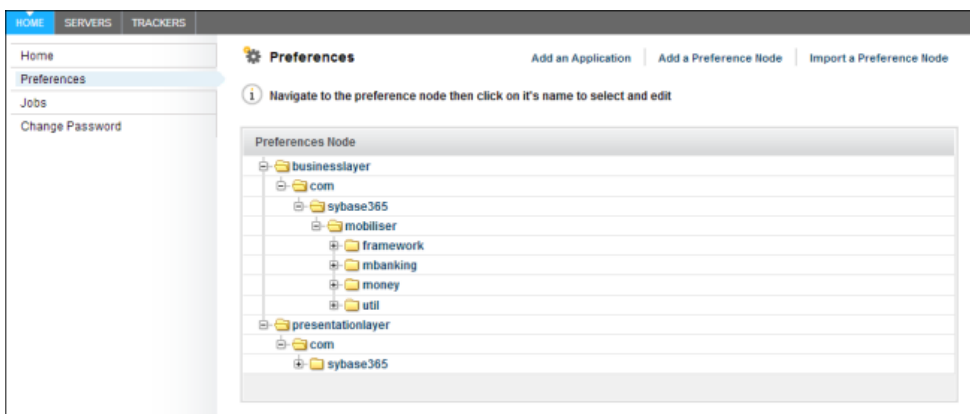 HOME SERVERS TRACKERS
Home
Preferences
Jobs
Change Password
Preferences Add an Application Add a Preference Node Import a Preference Node
i Navigate to the preference node then click on it's name to select and edit
Preferences Node
businesslayer
com
sybase365
mobiliser
framework
mbanking
money
util
presentationlayer
com
sybase365